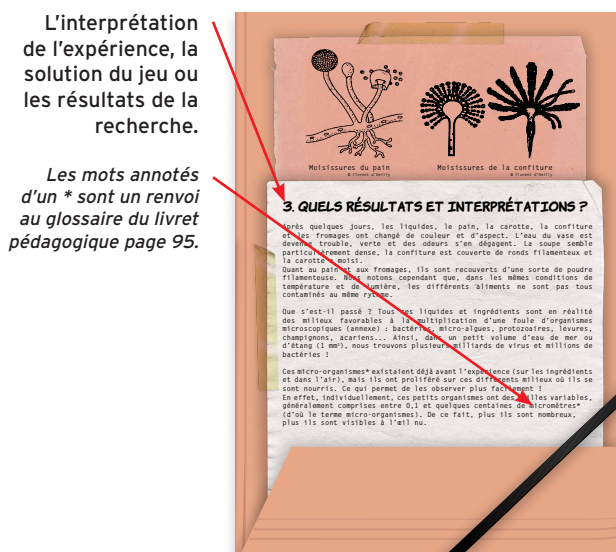 L'interprétation
de l'expérience, la
solution du jeu ou
les résultats de la
recherche.
Les mots annotés
d'un * sont un renvoi
au glossaire du livret
pédagogique page 95.
Moisissures du pain
© Florent d'Amilly
Moisissures de la confiture
© Florent d'Amilly
3. QUELS RÉSULTATS ET INTERPRÉTATIONS ?
Après quelques jours, les liquides, le pain, la carotte, la confiture
et les fromages ont changé de couleur et d'aspect. L'eau du vase est
devenue trouble, verte et des odeurs s'en dégagent. La soupe semble
particulièrement dense, la confiture est couverte de ronds filamenteux et
la carotte a moisi.
Quant au pain et aux fromages, ils sont recouverts d'une sorte de poudre
filamenteuse. Nous notons cependant que, dans les mêmes conditions de
température et de lumière, les différents aliments ne sont pas tous
contaminés au même rythme.
Que s'est-il passé ? Tous ces liquides et ingrédients sont en réalité
des milieux favorables à la multiplication d'une foule d'organismes
microscopiques (annexe) : bactéries, micro-algues, protozoaires, levures,
champignons, acariens... Ainsi, dans un petit volume d'eau de mer ou
d'étang (1 mm³), nous trouvons plusieurs milliards de virus et millions de
bactéries !
Ces micro-organismes* existaient déjà avant l'expérience (sur les ingrédients
et dans l'air), mais ils ont proliféré sur ces différents milieux où ils se
sont nourris. Ce qui permet de les observer plus facilement !
En effet, individuellement, ces petits organismes ont des tailles variables,
généralement comprises entre 0,1 et quelques centaines de micromètres*
(d'où le terme micro-organismes). De ce fait, plus ils sont nombreux,
plus ils sont visibles à l'œil nu.